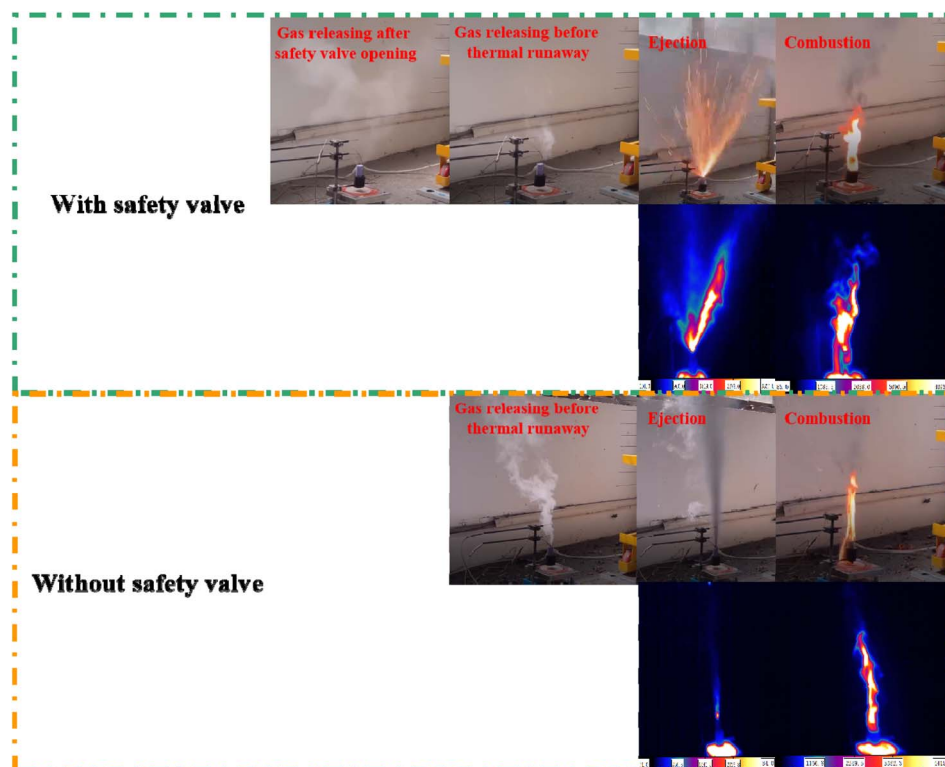 Gas releasing after
safety valve opening
Gas releasing before
thermal runaway
Ejection
Combustion
With safety valve
Gas releasing before
thermal runaway
Ejection
Combustion
Without safety valve